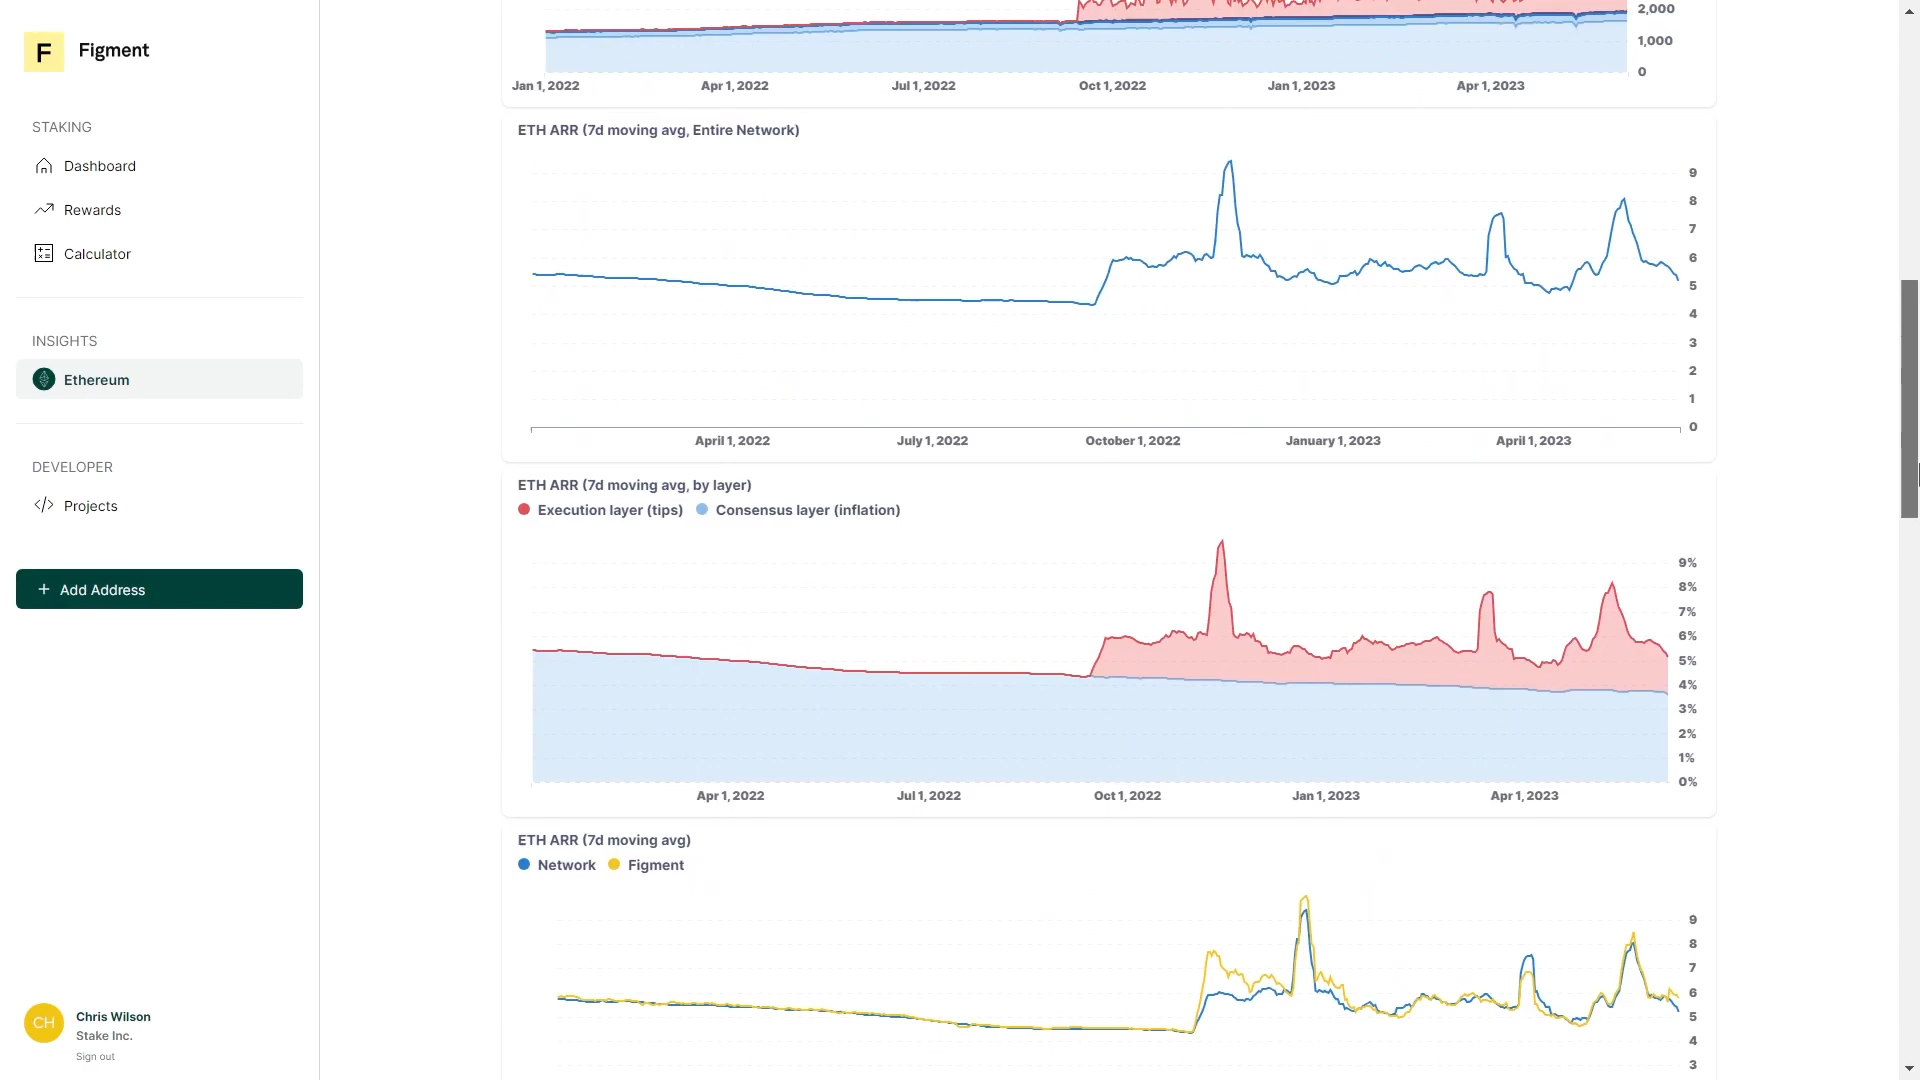 F Figment
STAKING
Dashboard
Rewards
Calculator
INSIGHTS
Ethereum
DEVELOPER
Projects
+ Add Address
CH
Chris Wilson
Stake Inc.
Sign out
2,000
1,000
0
Jan 1, 2022 Apr 1, 2022 Jul 1, 2022 Oct 1, 2022 Jan 1, 2023 Apr 1, 2023
ETH ARR (7d moving avg, Entire Network)
9
8
7
6
5
4
3
2
1
0
April 1, 2022 July 1, 2022 October 1, 2022 January 1, 2023 April 1, 2023
ETH ARR (7d moving avg, by layer)
Execution layer (tips) Consensus layer (inflation)
9%
8%
7%
6%
5%
4%
3%
2%
1%
0%
Apr 1, 2022 Jul 1, 2022 Oct 1, 2022 Jan 1, 2023 Apr 1, 2023
ETH ARR (7d moving avg)
Network Figment
9
8
7
6
5
4
3